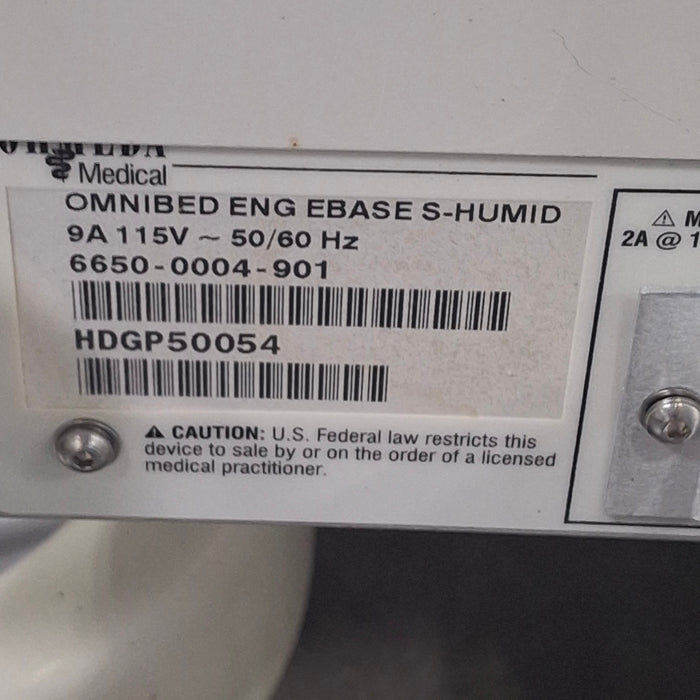 Medical
OMNIBED ENG EBASE S-HUMID
9A 115V ~ 50/60 Hz
6650-0004-901
HDGP50054
⚠ CAUTION: U.S. Federal law restricts this
device to sale by or on the order of a licensed
medical practitioner.
⚠ M
2A @ 1